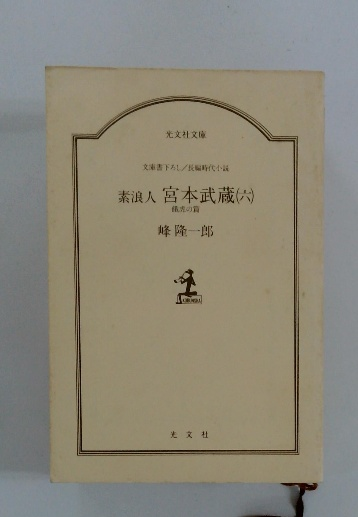 光文社文庫
文庫書下ろし/長編時代小説
素浪人 宮本武蔵(六)
峰 隆一郎
光文社